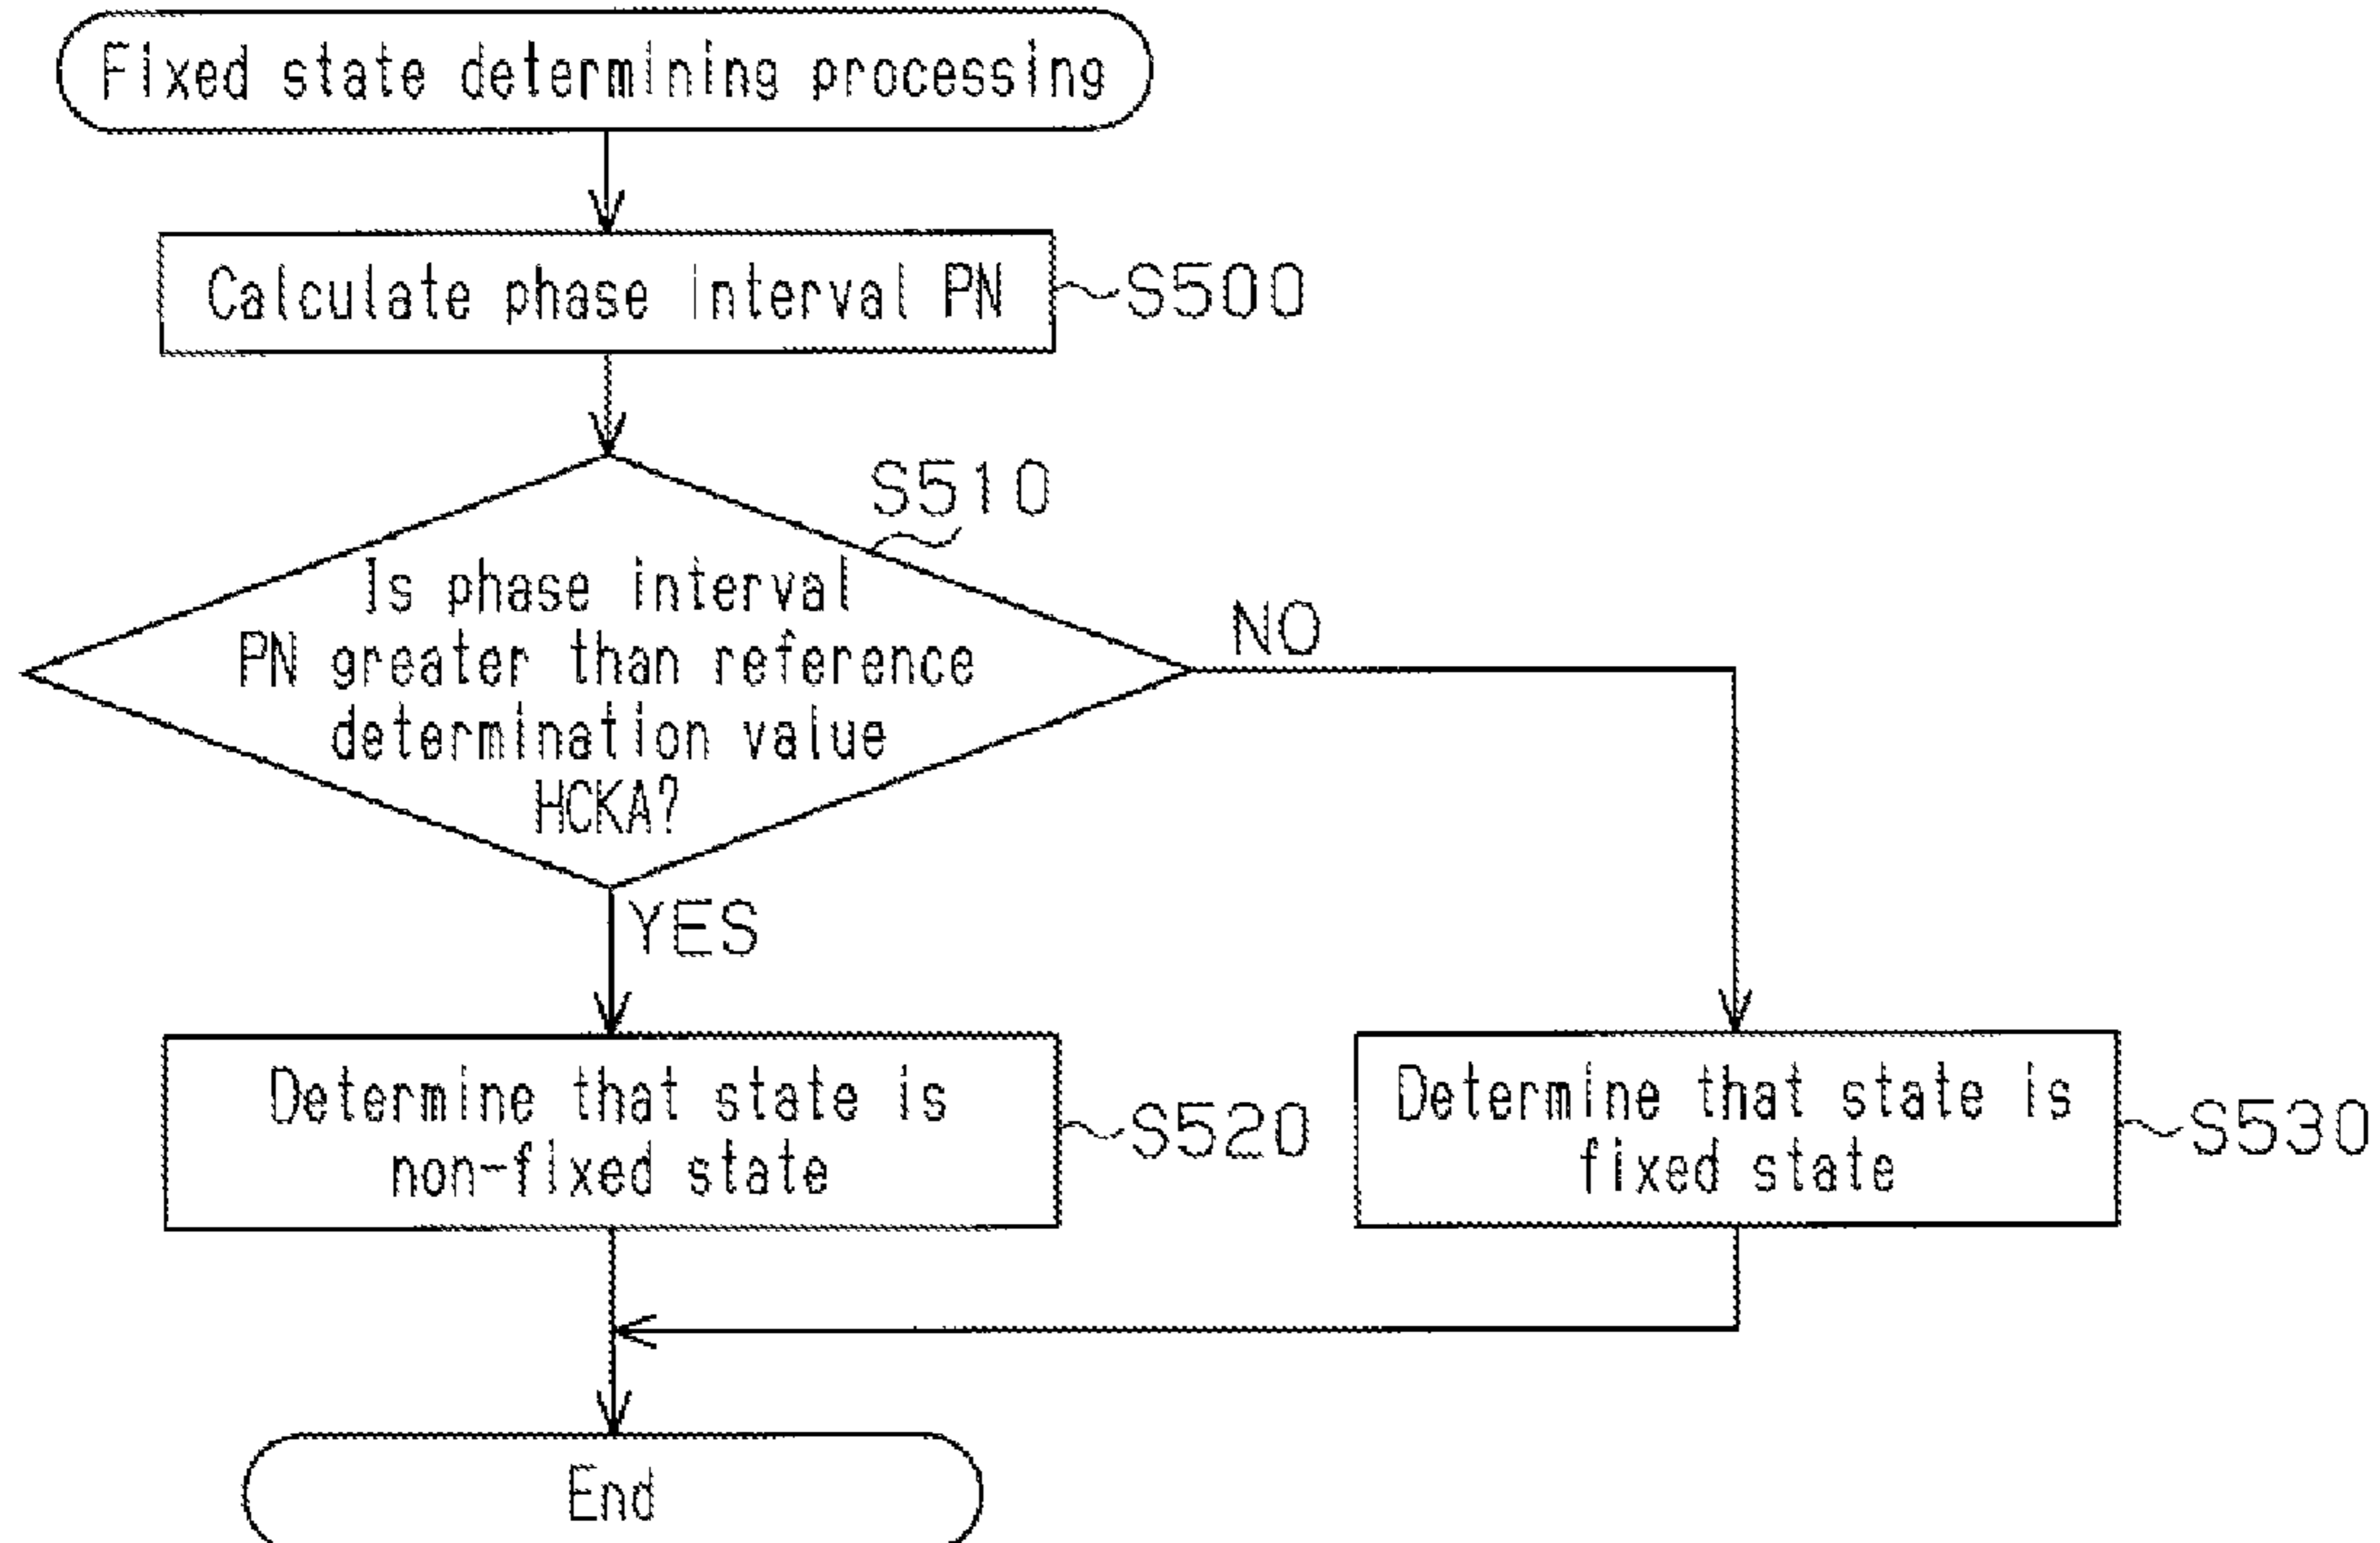 Fixed state determining processing
Calculate phase interval PN
S500
S510
Is phase interval
PN greater than reference
determination value
HCKA?
NO
YES
Determine that state is
non-fixed state
S520
Determine that state is
fixed state
S530
End